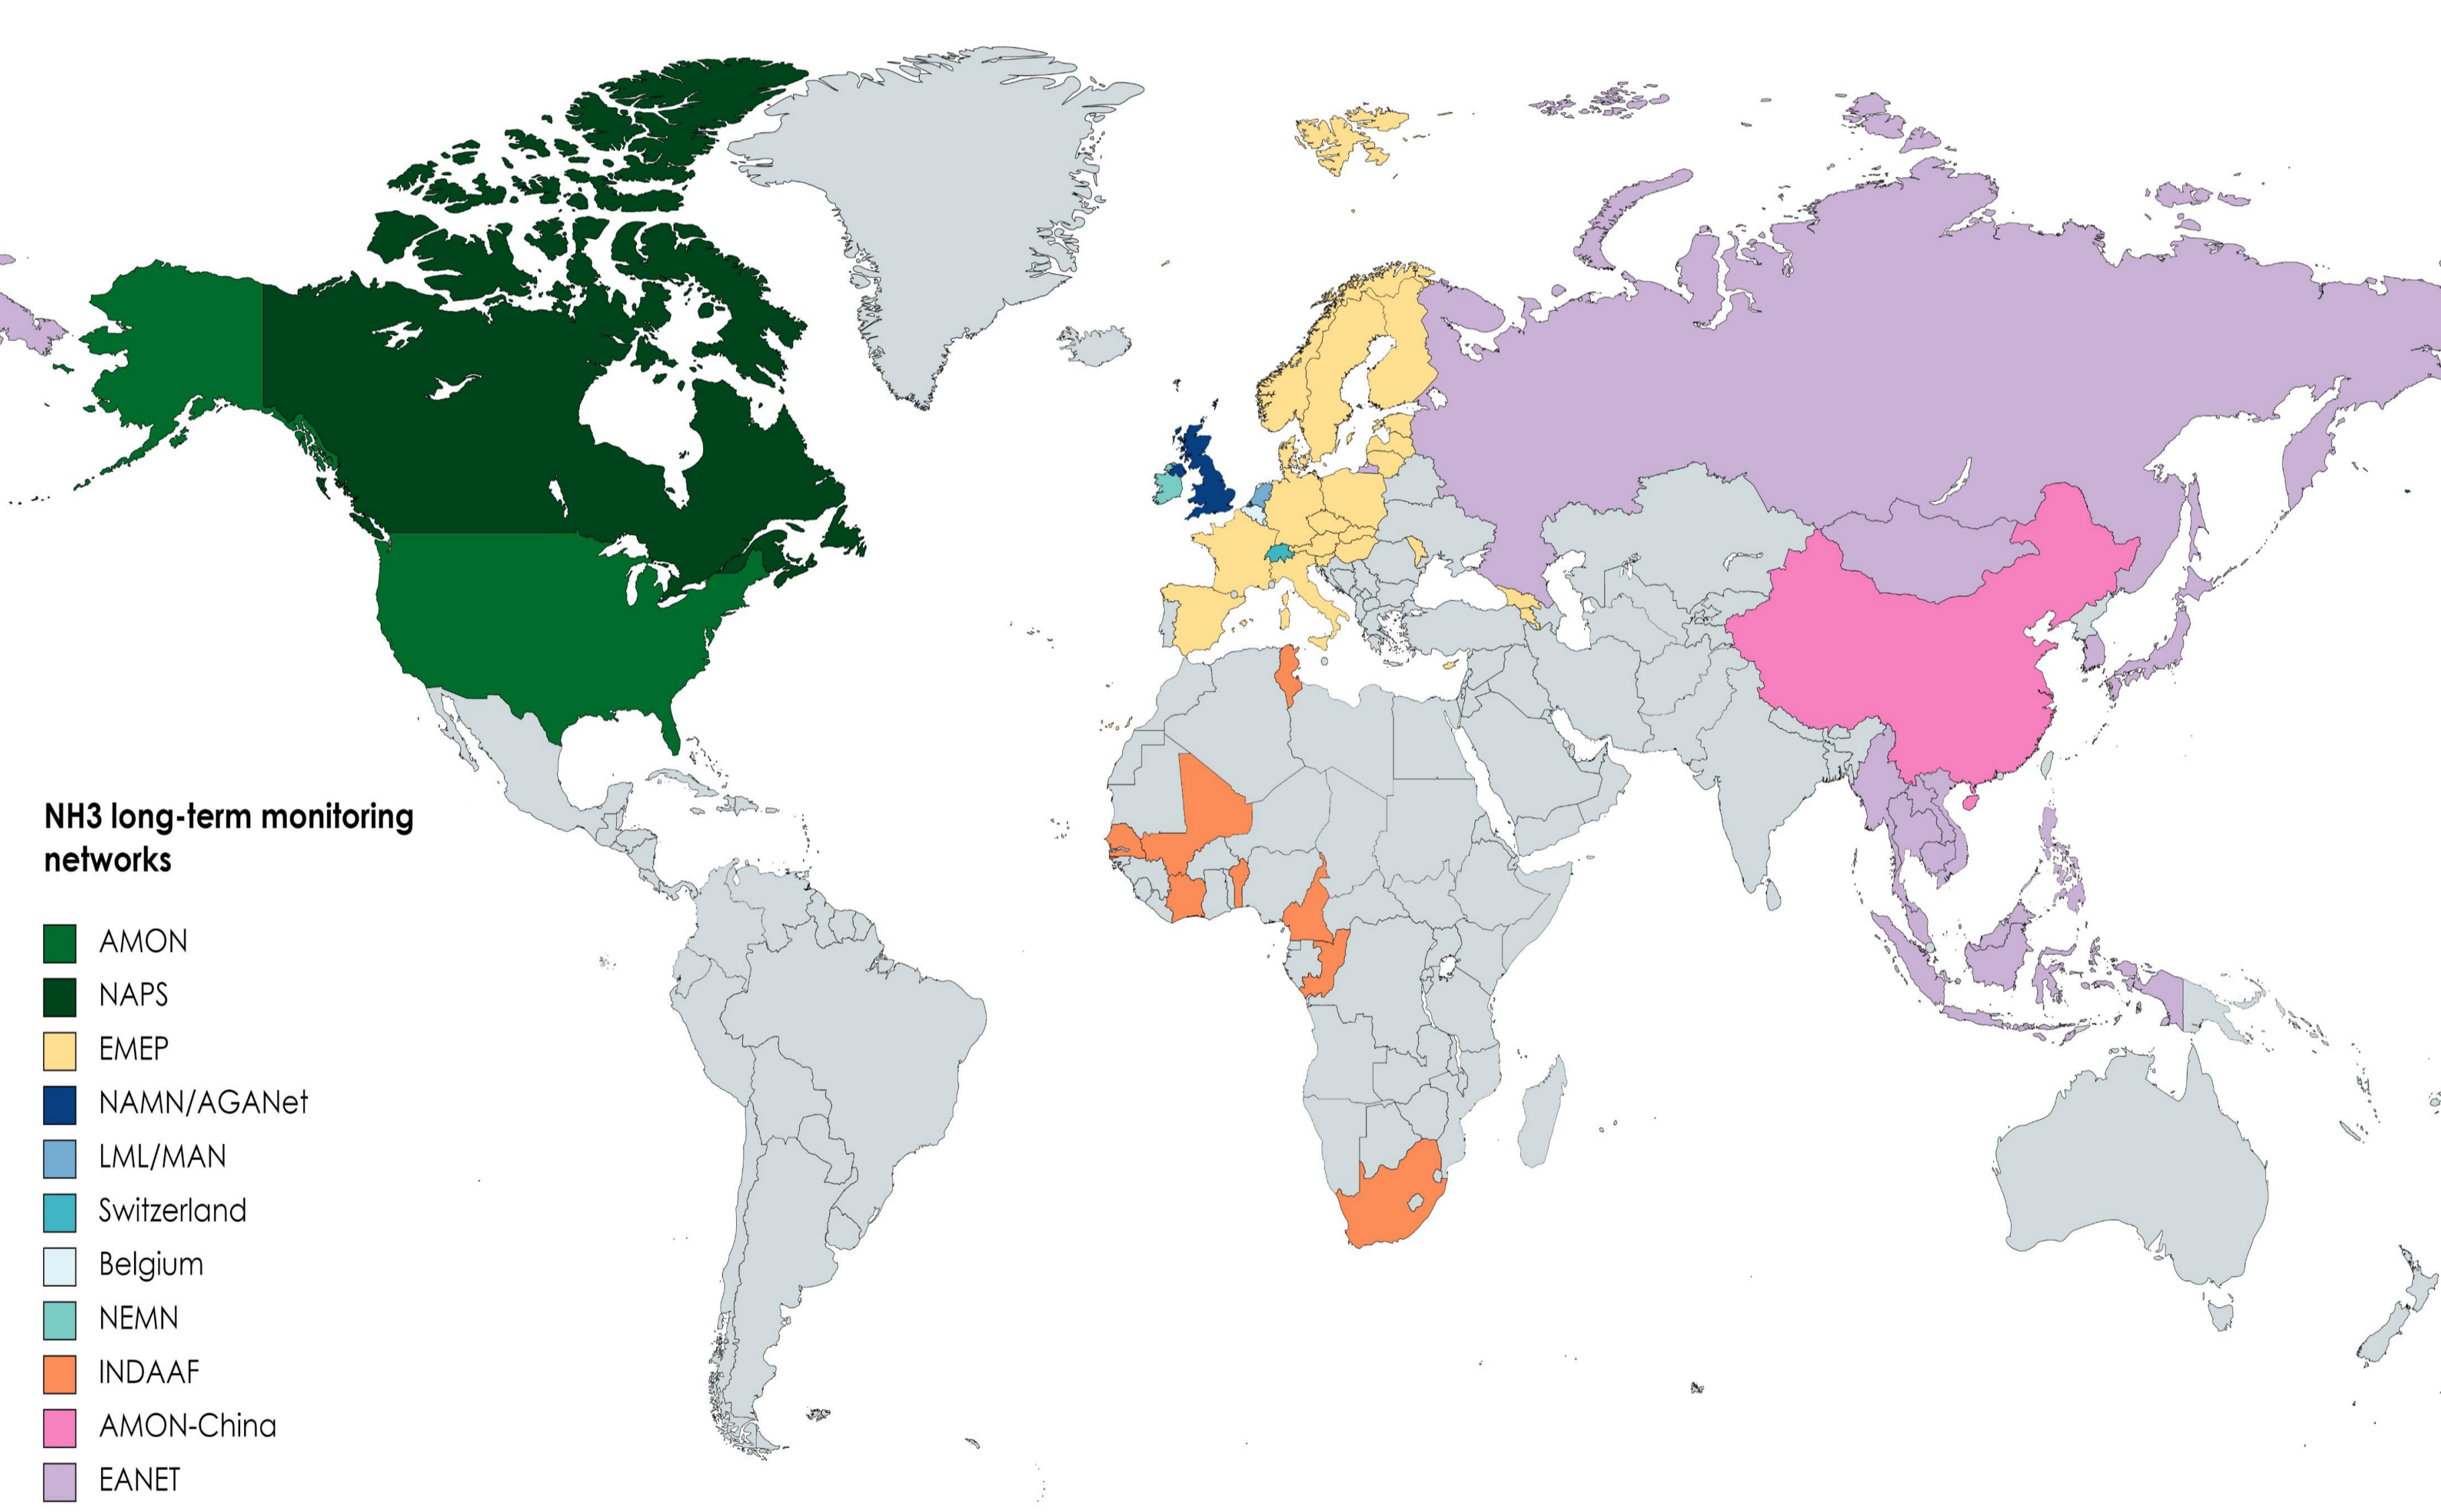 NH3 long-term monitoring
networks
AMON
NAPS
EMEP
NAMN/AGANet
LML/MAN
Switzerland
Belgium
NEMN
INDAAF
AMON-China
EANET